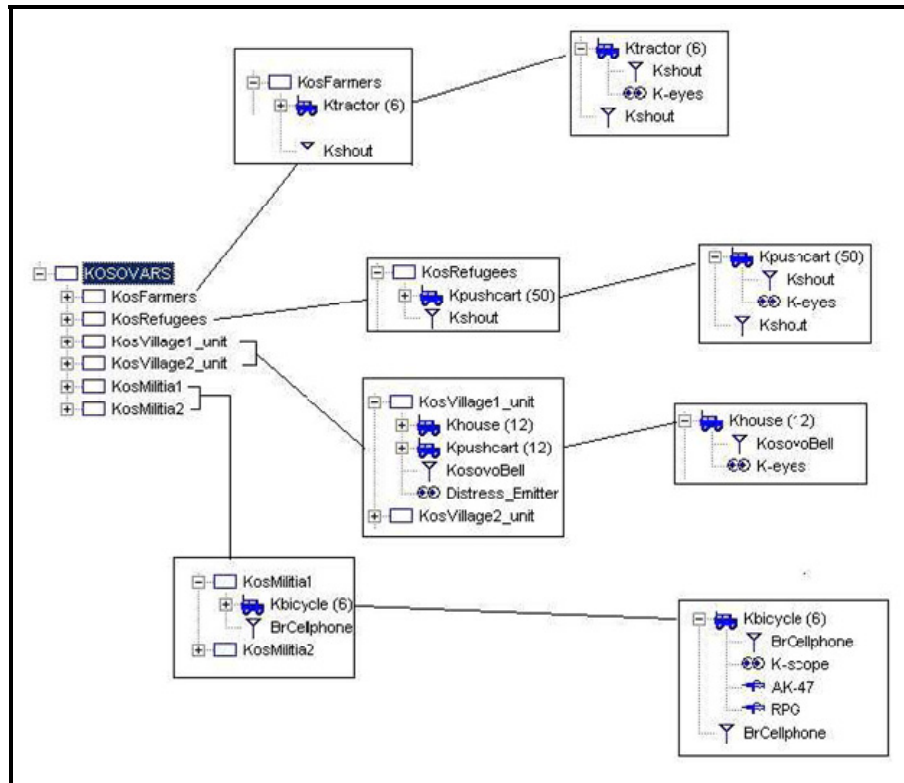 KosFarmers
Ktractor (6)
Kshout
Ktractor (6)
Kshout
K-eyes
Kshout
KOSOVARS
KosFarmers
KosRefugees
KosVillage1_unit
KosVillage2_unit
KosMilitia1
KosMilitia2
KosRefugees
Kpushcart (50)
Kshout
Kpushcart (50)
Kshout
K-eyes
Kshout
KosVillage1_unit
Khouse (12)
Kpushcart (12)
KosovoBell
Distress_Emitter
KosVillage2_unit
Khouse (12)
KosovoBell
K-eyes
KosMilitia1
Kbicycle (6)
BrCellphone
KosMilitia2
Kbicycle (6)
BrCellphone
K-scope
AK-47
RPG
BrCellphone